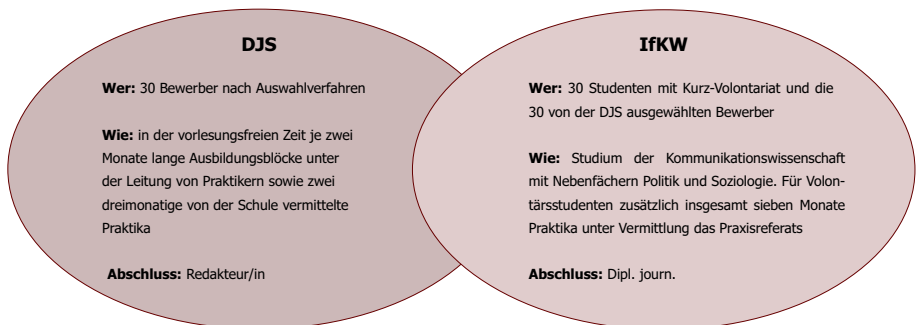 DJS
Wer: 30 Bewerber nach Auswahlverfahren
Wie: in der vorlesungsfreien Zeit je zwei
Monate lange Ausbildungsblöcke unter
der Leitung von Praktikern sowie zwei
dreimonatige von der Schule vermittelte
Praktika
Abschluss: Redakteur/in
IfKW
Wer: 30 Studenten mit Kurz-Volontariat und die
30 von der DJS ausgewählten Bewerber
Wie: Studium der Kommunikationswissenschaft
mit Nebenfächern Politik und Soziologie. Für Volon-
tärsstudenten zusätzlich insgesamt sieben Monate
Praktika unter Vermittlung das Praxisreferats
Abschluss: Dipl. journ.